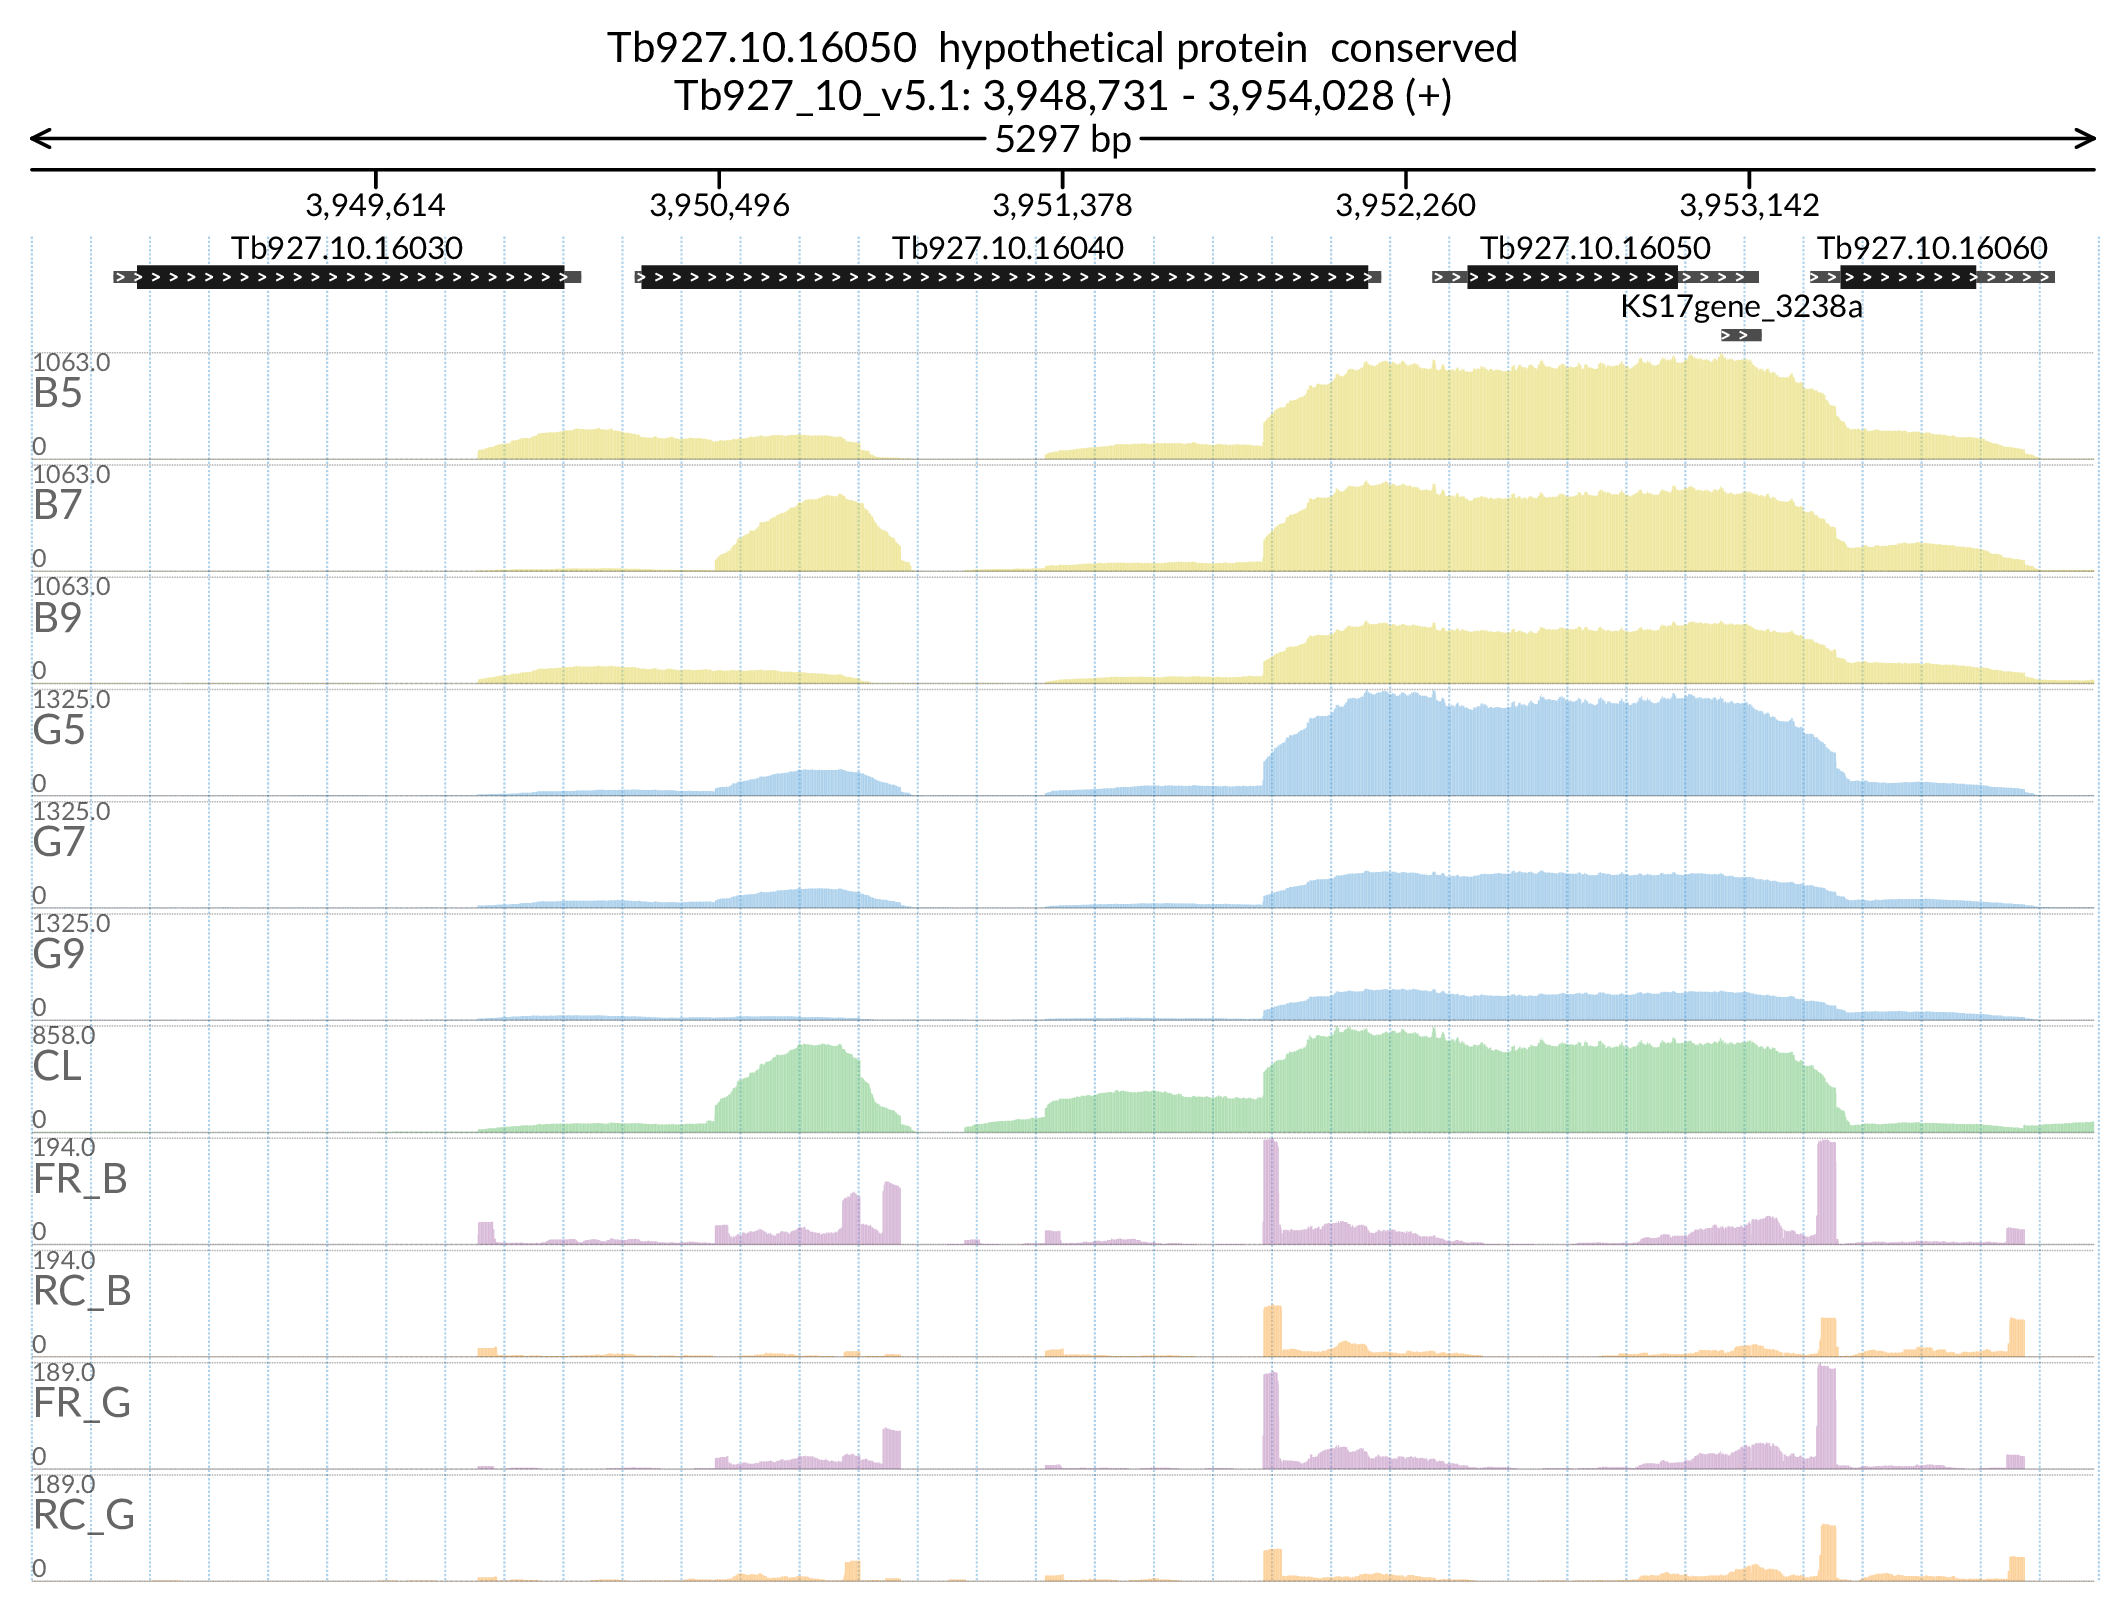 Tb927.10.16050 hypothetical protein conserved
Tb927_10_v5.1: 3,948,731 - 3,954,028 (+)
5297 bp
3,949,614 3,950,496 3,951,378 3,952,260 3,953,142
Tb927.10.16030 Tb927.10.16040 Tb927.10.16050 Tb927.10.16060
KS17gene_3238a
1063.0
B5
0
1063.0
B7
0
1063.0
B9
0
1325.0
G5
0
1325.0
G7
0
1325.0
G9
0
858.0
CL
0
194.0
FR_B
0
194.0
RC_B
0
189.0
FR_G
0
189.0
RC_G
0